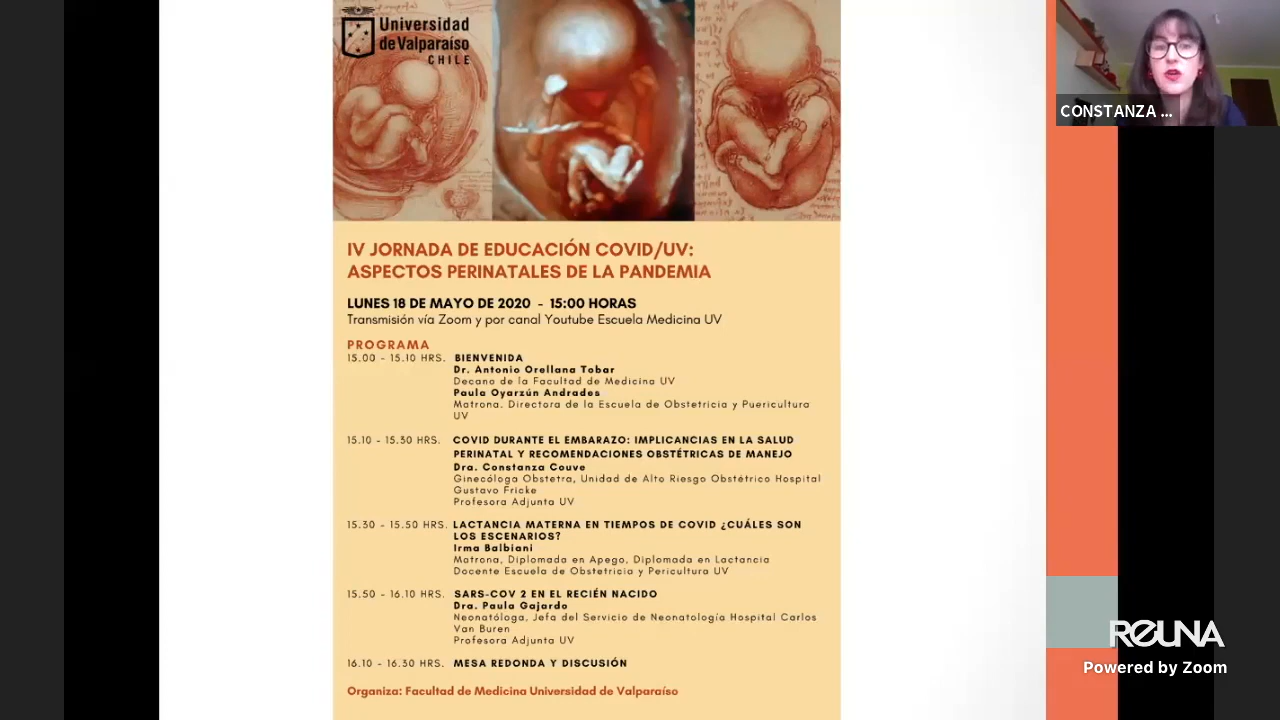 Universidad
de Valparaíso
CHILE
CONSTANZA ...
IV JORNADA DE EDUCACIÓN COVID/UV:
ASPECTOS PERINATALES DE LA PANDEMIA
LUNES 18 DE MAYO DE 2020 - 15:00 HORAS
Transmisión vía Zoom y por canal Youtube Escuela Medicina UV
PROGRAMA
15.00 - 15.10 HRS. BIENVENIDA
Dr. Antonio Orellana Tobar
Decano de la Facultad de Medicina UV
Paula Oyarzún Andrades
Matrona. Directora de la Escuela de Obstetricia y Puericultura
UV
15.10 - 15.30 HRS. COVID DURANTE EL EMBARAZO: IMPLICANCIAS EN LA SALUD
PERINATAL Y RECOMENDACIONES OBSTÉTRICAS DE MANEJO
Dra. Constanza Couve
Ginecóloga Obstetra, Unidad de Alto Riesgo Obstétrico Hospital
Gustavo Fricke
Profesora Adjunta UV
15.30 - 15.50 HRS. LACTANCIA MATERNA EN TIEMPOS DE COVID ¿CUÁLES SON
LOS ESCENARIOS?
Irma Balbiani
Matrona, Diplomada en Apego, Diplomada en Lactancia
Docente Escuela de Obstetricia y Pericultura UV
15.50 - 16.10 HRS. SARS-COV 2 EN EL RECIÉN NACIDO
Dra. Paula Gajardo
Neonatóloga, Jefa del Servicio de Neonatología Hospital Carlos
Van Buren
Profesora Adjunta UV
16.10 - 16.30 HRS. MESA REDONDA Y DISCUSIÓN
Organiza: Facultad de Medicina Universidad de Valparaíso
REUNA
Powered by Zoom